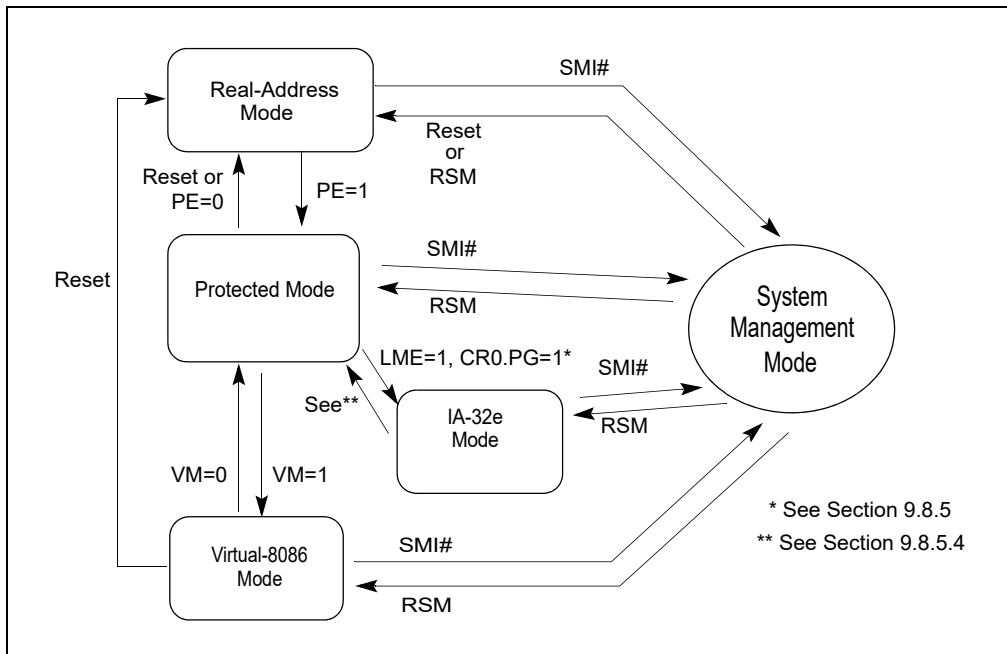 SMI#
Real-Address
Mode
Reset
or
RSM
Reset or
PE=0
PE=1
SMI#
Reset
Protected Mode
RSM
System
Management
Mode
LME=1, CR0.PG=1*
SMI#
See**
IA-32e
Mode
RSM
VM=0
VM=1
* See Section 9.8.5
Virtual-8086
Mode
SMI#
** See Section 9.8.5.4
RSM